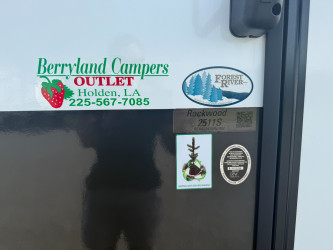 Berryland Campers
OUTLET
Holden, LA
225-567-7085
FOREST
RIVER
Rockwood
2511S